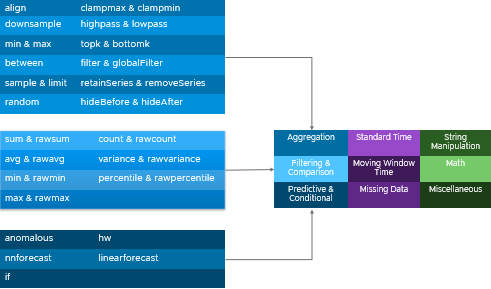 align clampmax & clampmin
downsample highpass & lowpass
min & max topk & bottomk
between filter & globalFilter
sample & limit retainSeries & removeSeries
random hideBefore & hideAfter
sum & rawsum count & rawcount
avg & rawavg variance & rawvariance
min & rawmin percentile & rawpercentile
max & rawmax
anomalous hw
nnforecast linearforecast
if
Aggregation Standard Time String
Manipulation
Filtering &
Comparison Moving Window
Time Math
Predictive &
Conditional Missing Data Miscellaneous